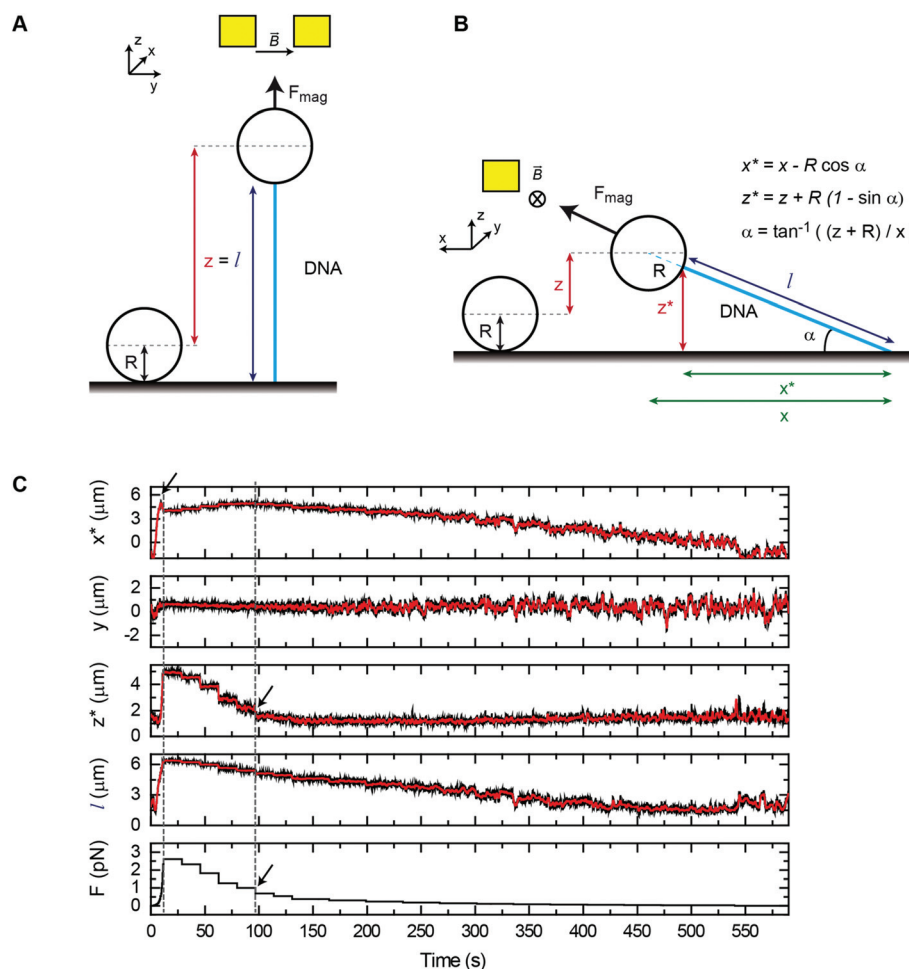 A
z
x
y
B⃗
F_mag
z = l
DNA
R
B
B⃗
F_mag
z
y
x
x* = x - R cos α
z* = z + R (1 - sin α)
α = tan⁻¹ ( (z + R) / x
R
l
z
z*
DNA
R
α
x*
x
C
x* (μm)
6
3
0
y (μm)
2
0
-2
z* (μm)
4
2
0
l (μm)
6
3
0
F (pN)
3
2
1
0
0 50 100 150 200 250 300 350 400 450 500 550
Time (s)